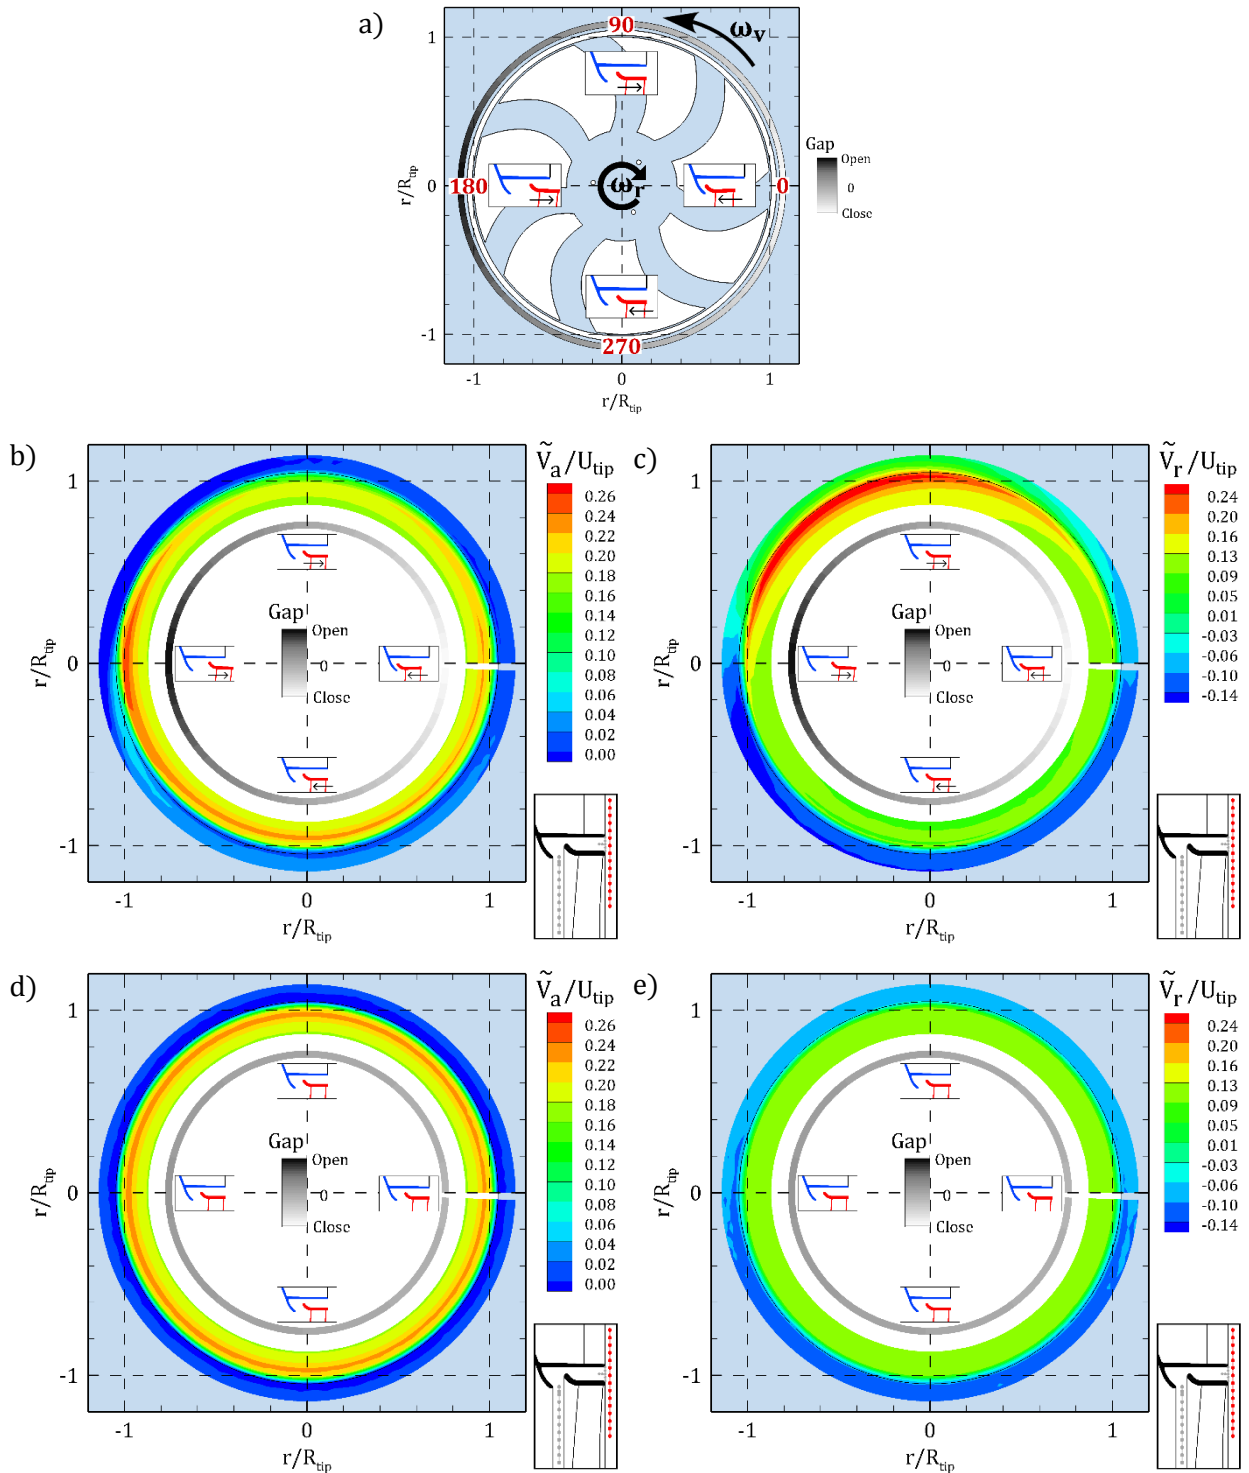 a)
90
ωv
1
180
0
ωr
0
r/Rtip
-1
270
-1
0
1
r/Rtip
Gap
Open
0
Close
b)
1
0
-1
r/Rtip
-1
0
1
r/Rtip
Gap
Open
0
Close
Ṽa/Utip
0.26
0.24
0.22
0.20
0.18
0.16
0.14
0.12
0.10
0.08
0.06
0.04
0.02
0.00
c)
1
0
-1
r/Rtip
-1
0
1
r/Rtip
Gap
Open
0
Close
Ṽr/Utip
0.24
0.20
0.16
0.13
0.09
0.05
0.01
-0.03
-0.06
-0.10
-0.14
d)
1
0
-1
r/Rtip
-1
0
1
r/Rtip
Gap
Open
0
Close
Ṽa/Utip
0.26
0.24
0.22
0.20
0.18
0.16
0.14
0.12
0.10
0.08
0.06
0.04
0.02
0.00
e)
1
0
-1
r/Rtip
-1
0
1
r/Rtip
Gap
Open
0
Close
Ṽr/Utip
0.24
0.20
0.16
0.13
0.09
0.05
0.01
-0.03
-0.06
-0.10
-0.14